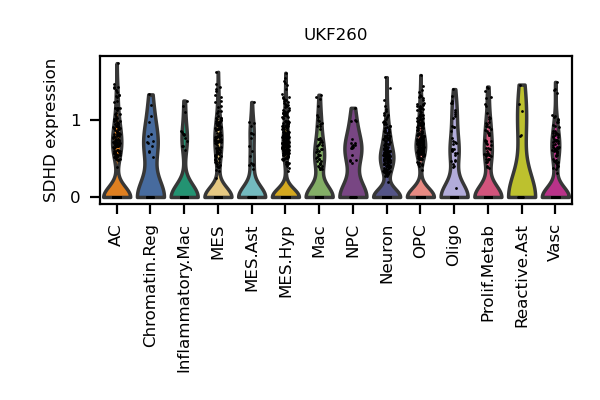 UKF260
SDHD expression
1
0
AC
Chromatin.Reg
Inflammatory.Mac
MES
MES.Ast
MES.Hyp
Mac
NPC
Neuron
OPC
Oligo
Prolif.Metab
Reactive.Ast
Vasc